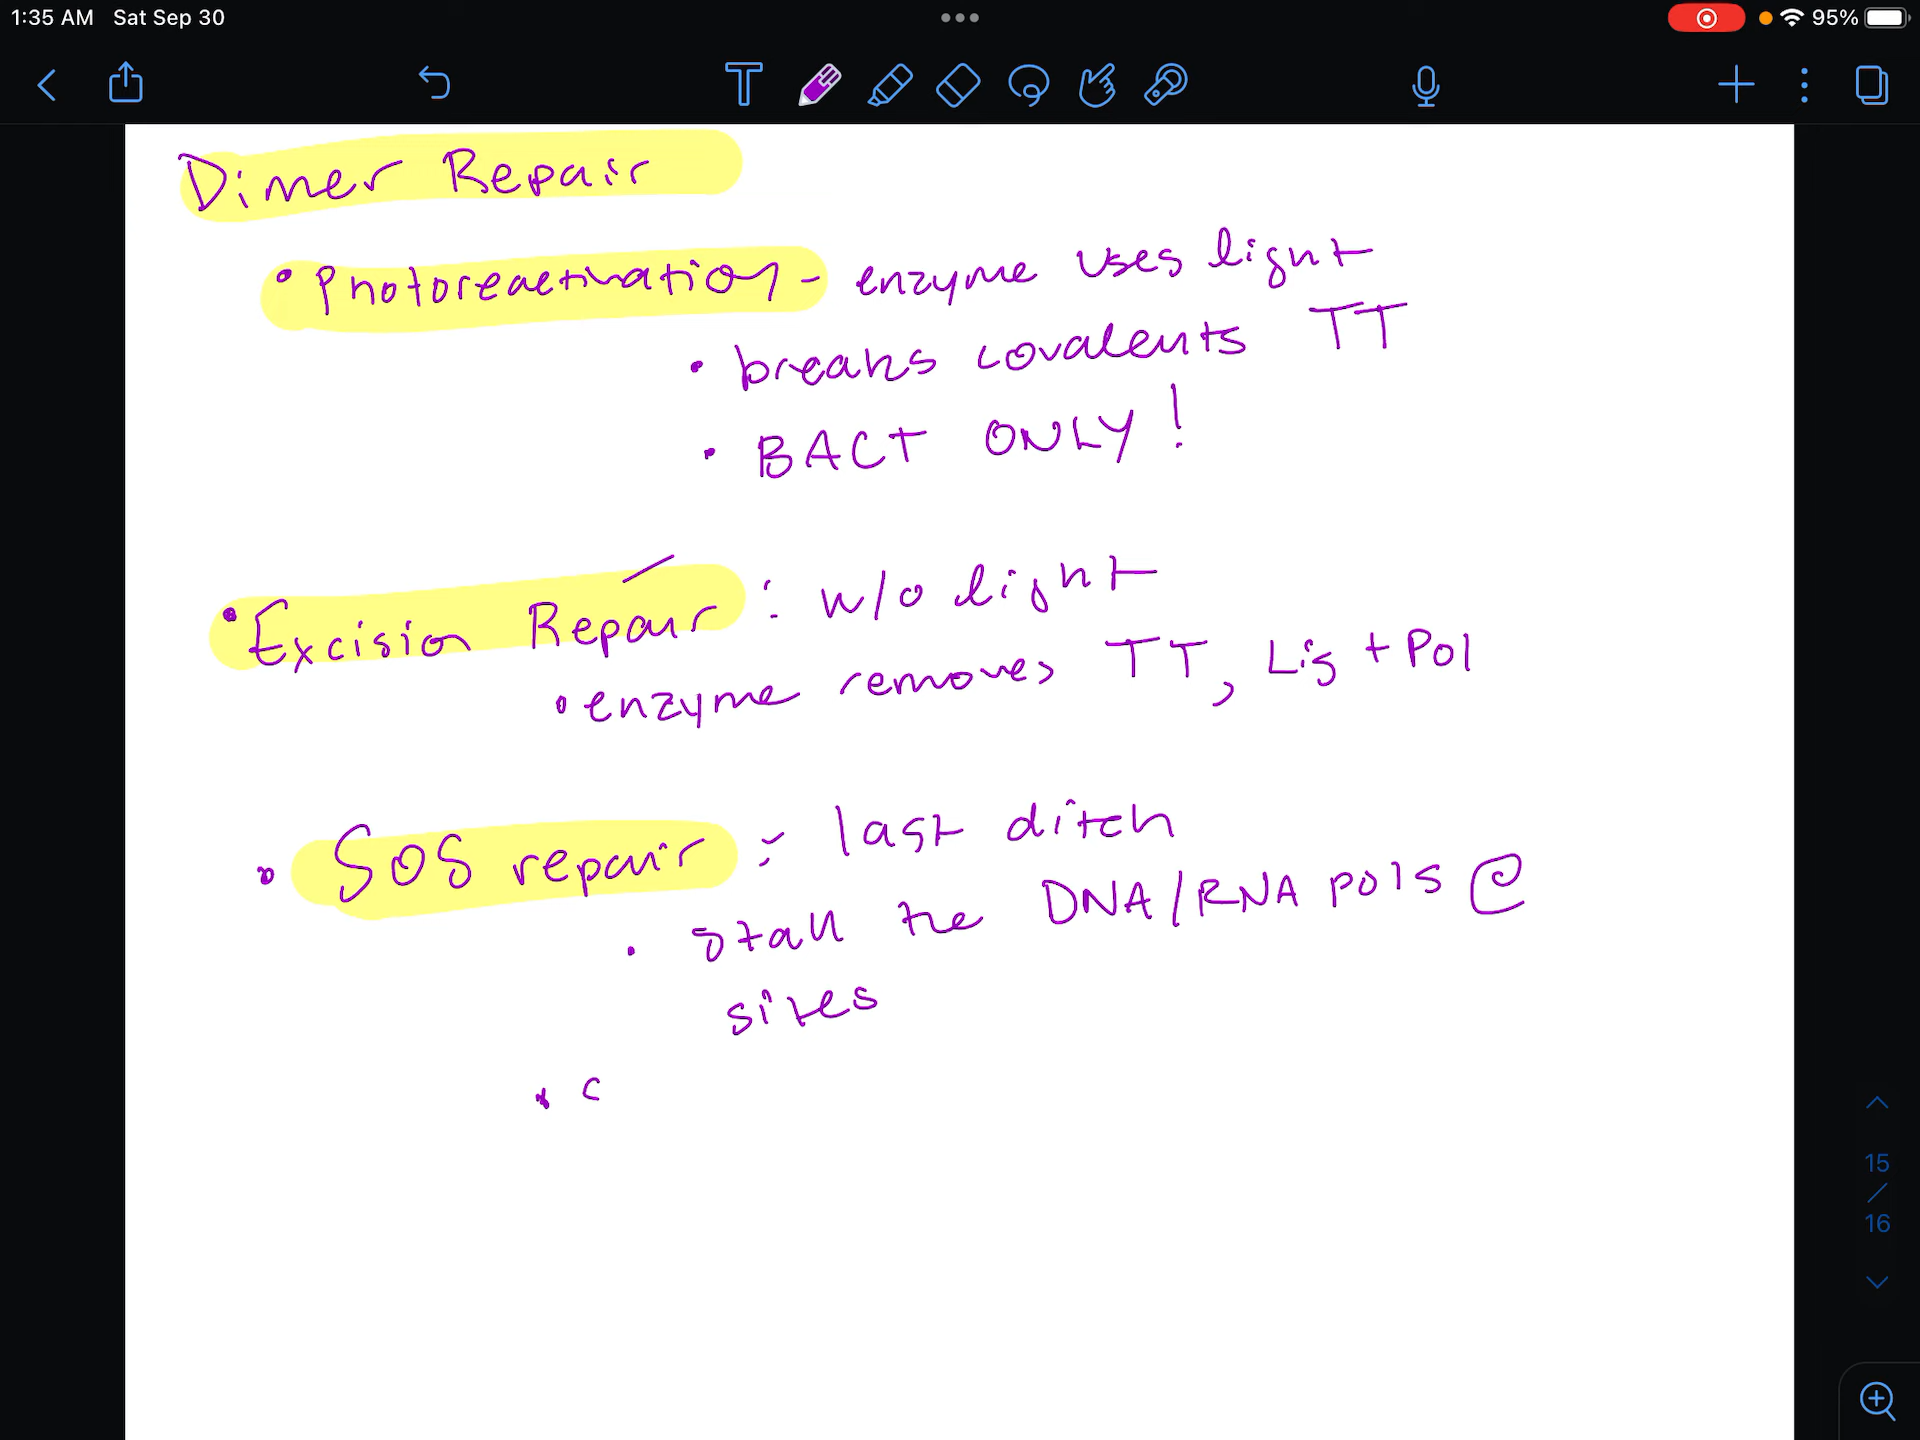 1:35 AM Sat Sep 30
95%
Dimer Repair
• Photoreactivation - enzyme uses light
• breaks covalents TT
• BACT ONLY!
• Excision Repair : w/o light
• enzyme removes TT, Lig + Pol
• SOS repair : last ditch
• stall the DNA/RNA pols @
sites
• c
15
/
16